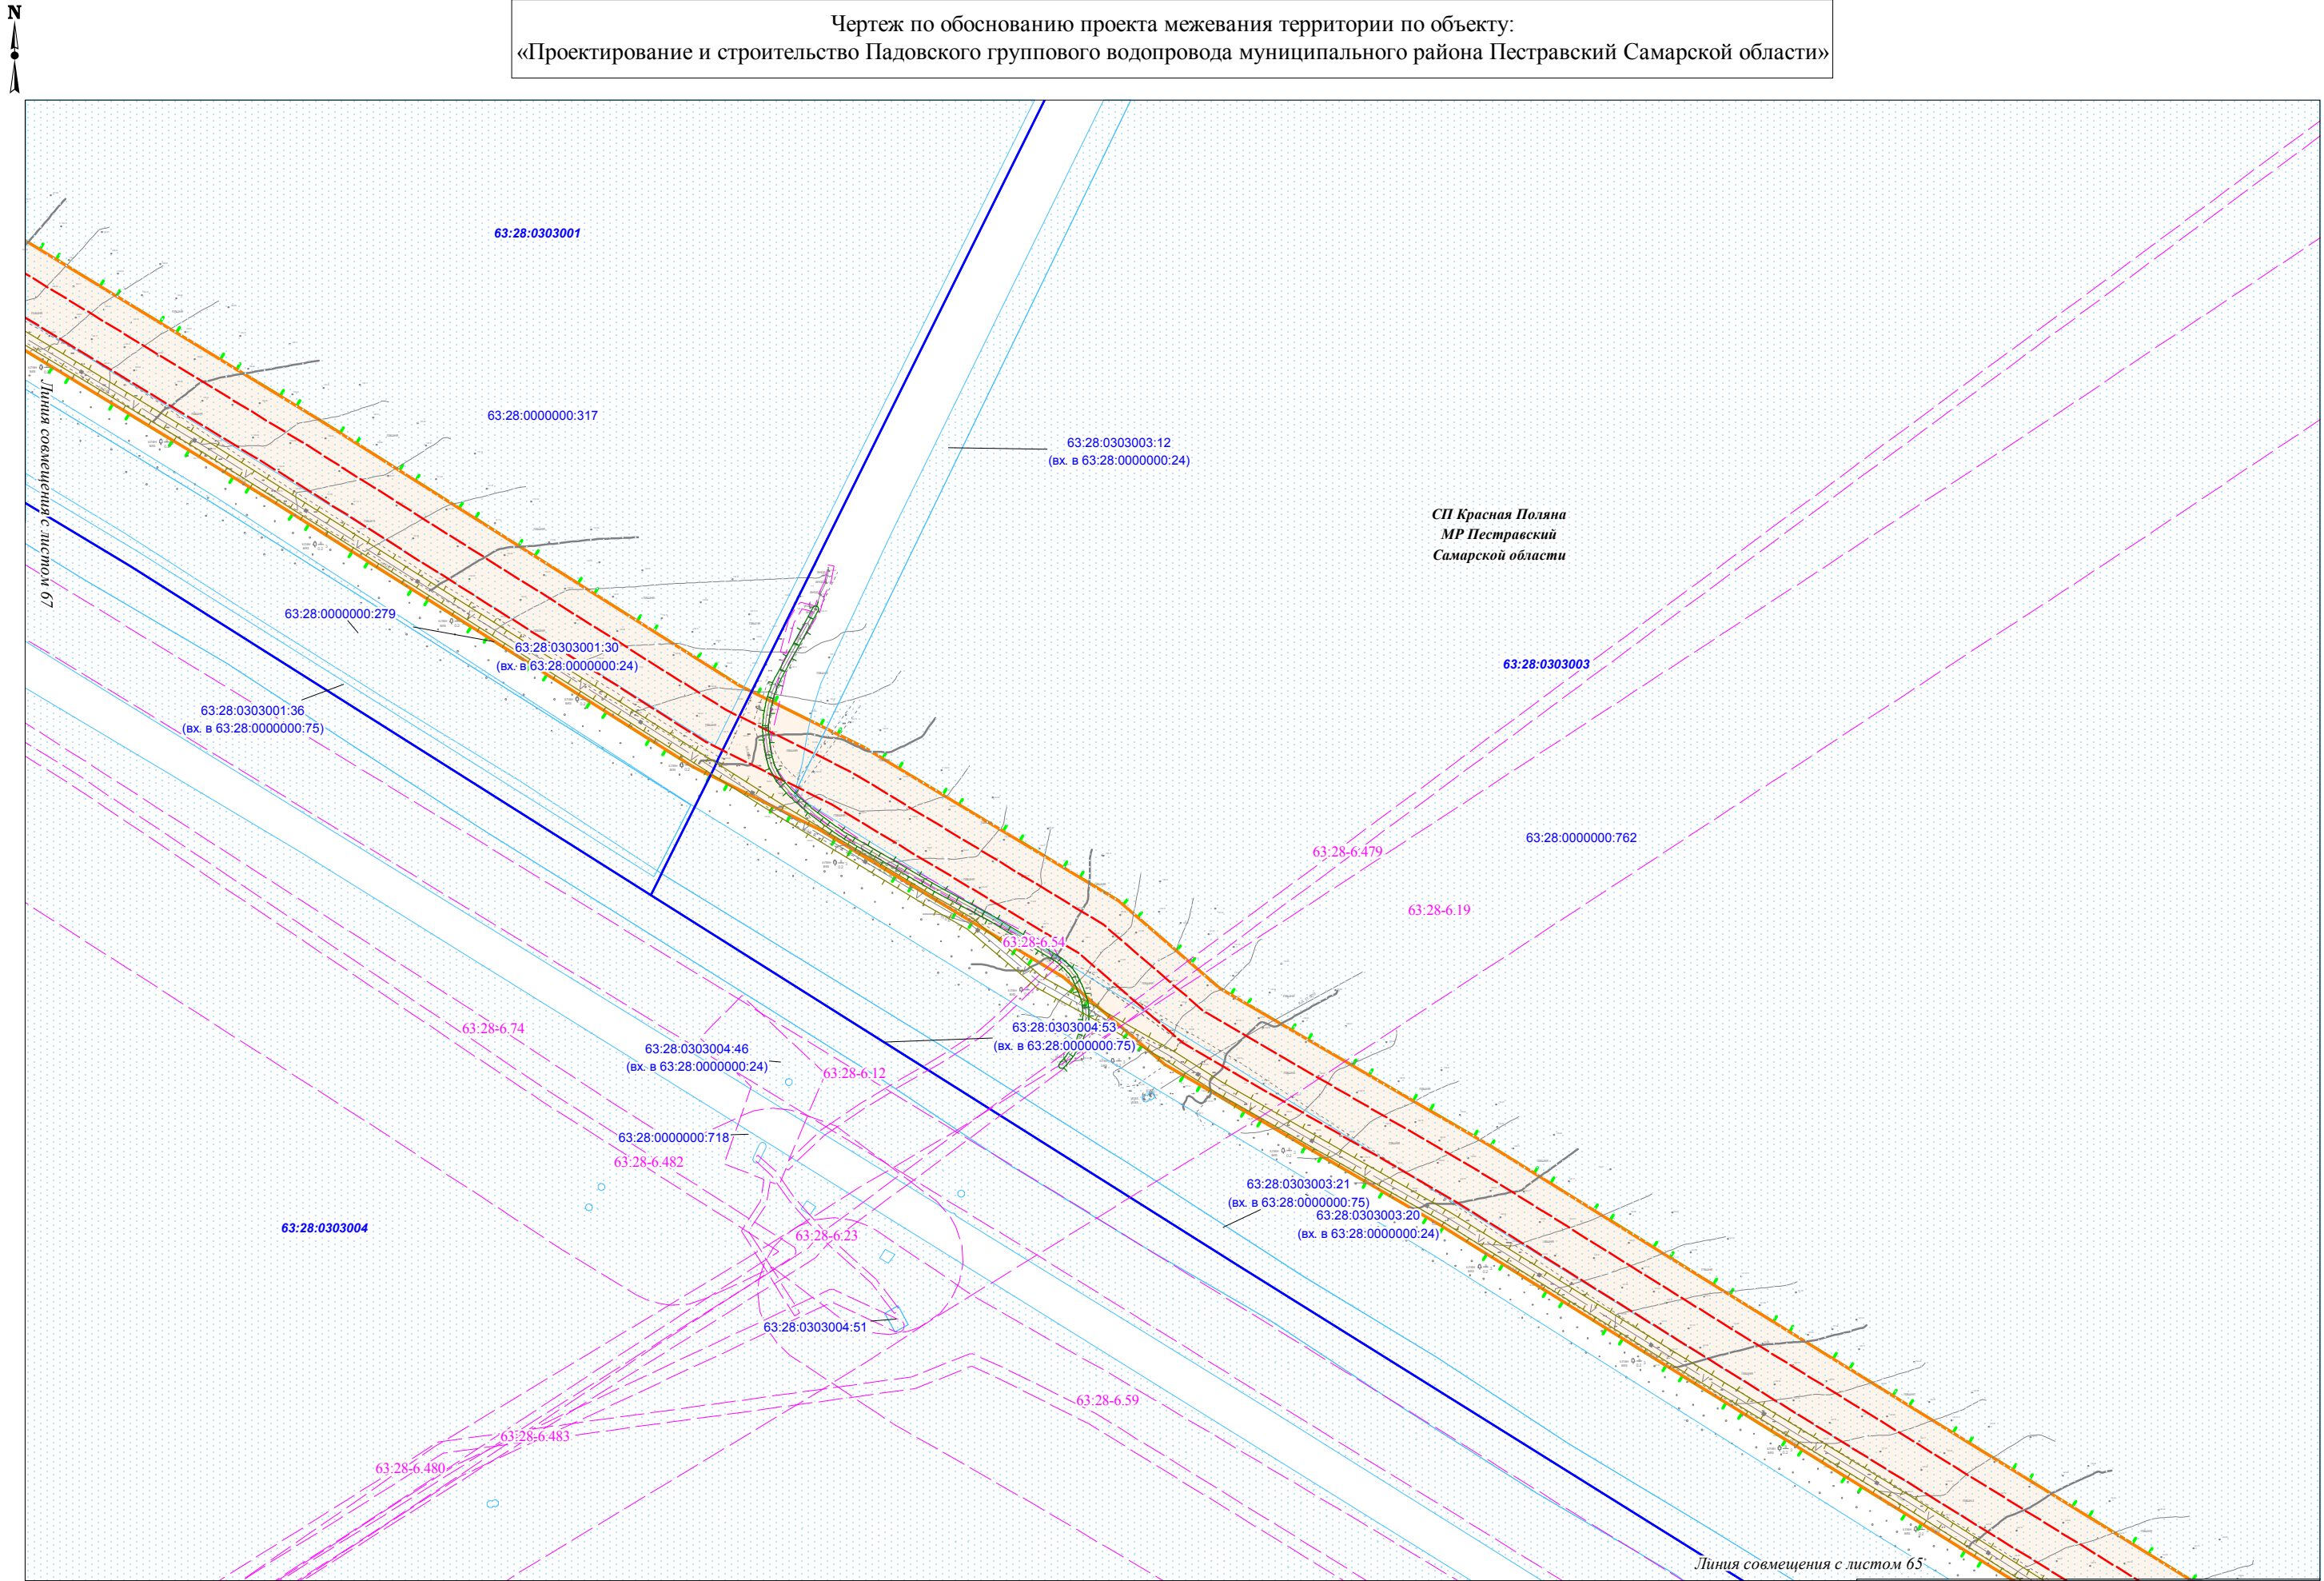 N
Чертеж по обоснованию проекта межевания территории по объекту:
«Проектирование и строительство Падовского группового водопровода муниципального района Пестравский Самарской области»
63:28:0303001
63:28:0000000:317
63:28:0303003:12
(вх. в 63:28:0000000:24)
СП Красная Поляна
МР Пестравский
Самарской области
Линия совмещения с листом 67
63:28:0000000:279
63:28:0303001:30
(вх. в 63:28:0000000:24)
63:28:0303003
63:28:0303001:36
(вх. в 63:28:0000000:75)
63:28:0000000:762
63:28-6.479
63:28-6.19
63:28-6.54
63:28-6.74
63:28:0303004:53
(вх. в 63:28:0000000:75)
63:28:0303004:46
(вх. в 63:28:0000000:24)
63:28-6.12
63:28:0000000:718
63:28-6.482
63:28:0303003:21
(вх. в 63:28:0000000:75)
63:28:0303003:20
(вх. в 63:28:0000000:24)
63:28:0303004
63:28-6.23
63:28:0303004:51
63:28-6.59
63:28-6.483
63:28-6.480
Линия совмещения с листом 65